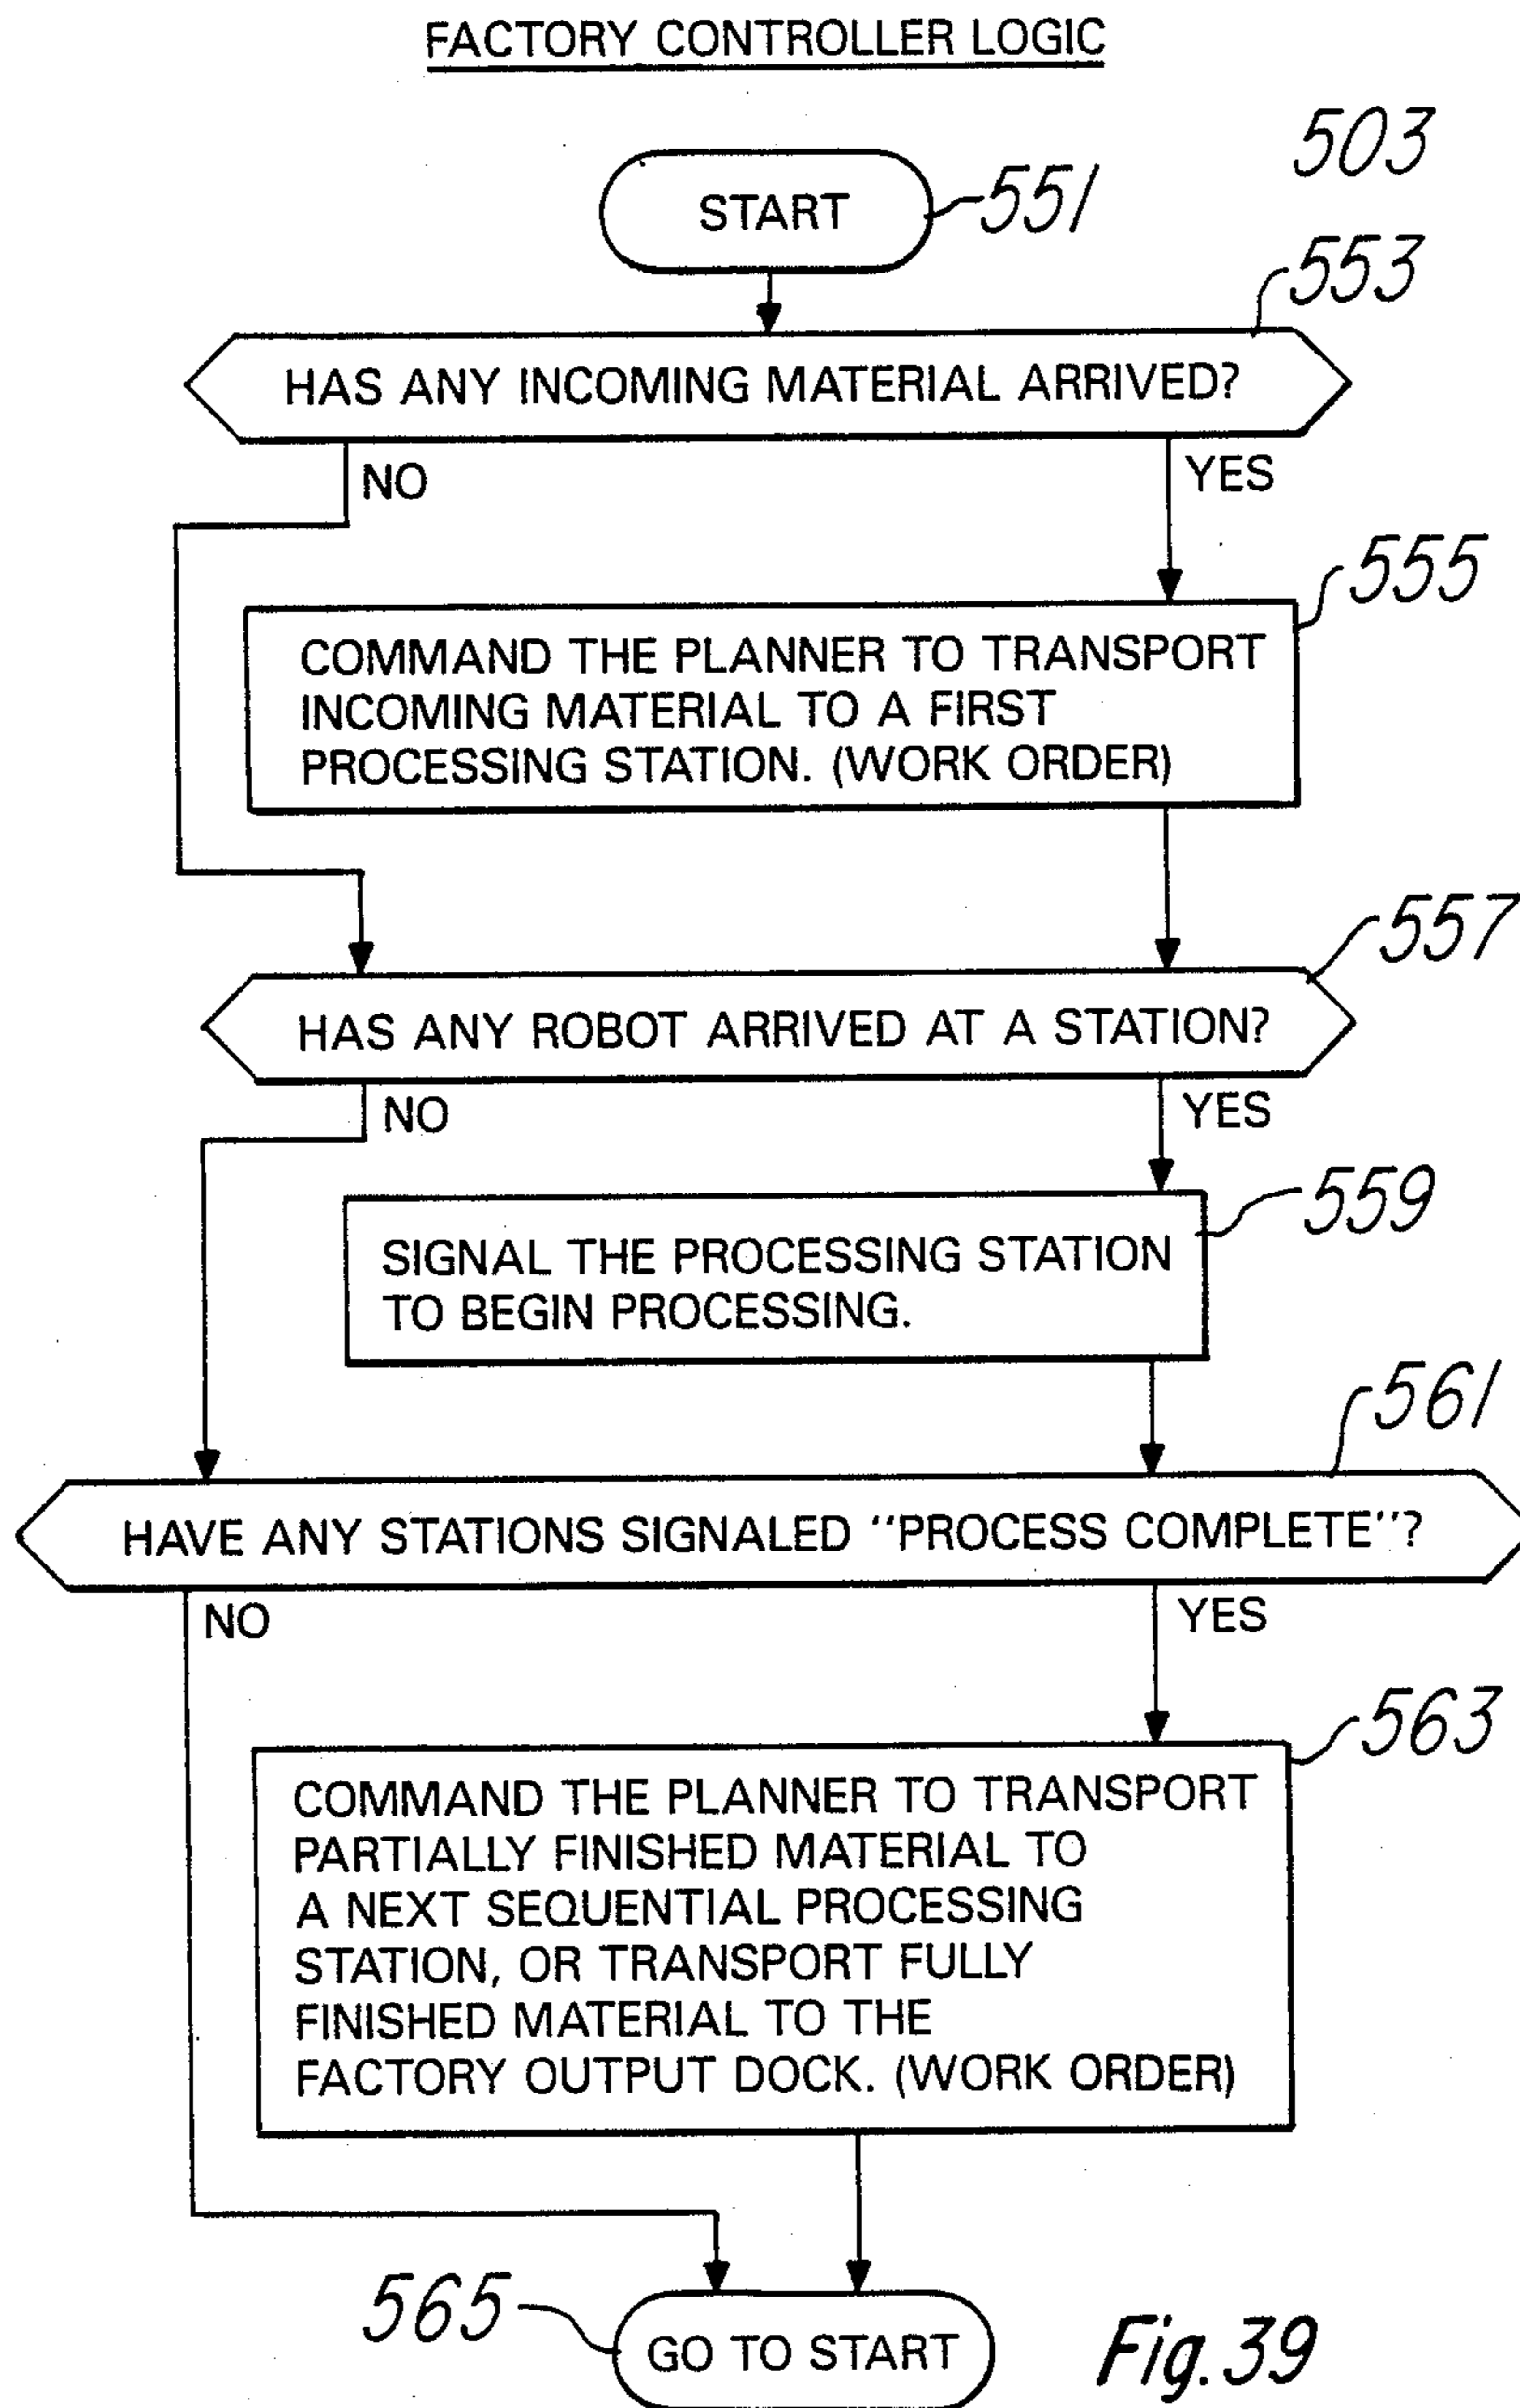 FACTORY CONTROLLER LOGIC
503
START
551
553
HAS ANY INCOMING MATERIAL ARRIVED?
NO
YES
555
COMMAND THE PLANNER TO TRANSPORT
INCOMING MATERIAL TO A FIRST
PROCESSING STATION. (WORK ORDER)
557
HAS ANY ROBOT ARRIVED AT A STATION?
NO
YES
559
SIGNAL THE PROCESSING STATION
TO BEGIN PROCESSING.
561
HAVE ANY STATIONS SIGNALED "PROCESS COMPLETE"?
NO
YES
563
COMMAND THE PLANNER TO TRANSPORT
PARTIALLY FINISHED MATERIAL TO
A NEXT SEQUENTIAL PROCESSING
STATION, OR TRANSPORT FULLY
FINISHED MATERIAL TO THE
FACTORY OUTPUT DOCK. (WORK ORDER)
565
GO TO START
Fig. 39